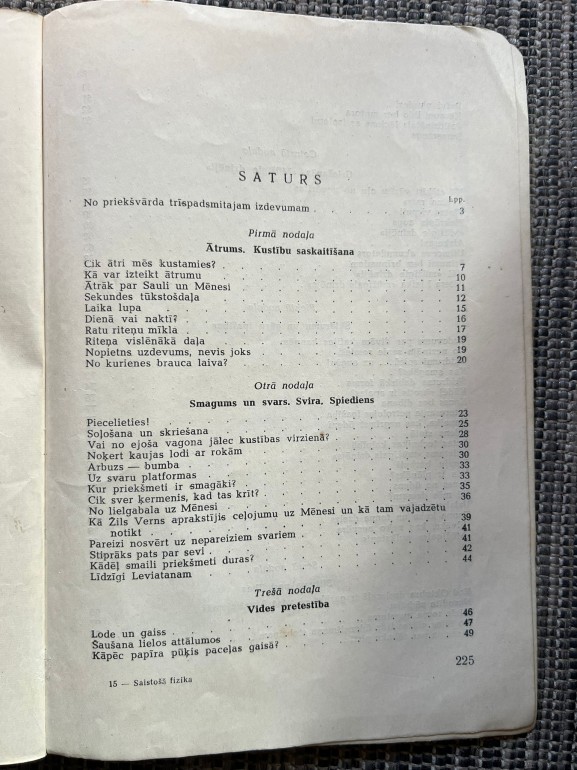 SATURS
Lpp.
No priekšvārda trīspadsmitajam izdevumam . . . . . . . 3
Pirmā nodaļa
Ātrums. Kustību saskaitīšana
Cik ātri mēs kustamies? . . . . . . . 7
Kā var izteikt ātrumu . . . . . . . 10
Ātrāk par Sauli un Mēnesi . . . . . . . 11
Sekundes tūkstošdaļa . . . . . . . 12
Laika lupa . . . . . . . 15
Dienā vai naktī? . . . . . . . 16
Ratu riteņu mīkla . . . . . . . 17
Riteņa vislēnākā daļa . . . . . . . 19
Nopietns uzdevums, nevis joks . . . . . . . 19
No kurienes brauca laiva? . . . . . . . 20
Otrā nodaļa
Smagums un svars. Svira. Spiediens
Piecelieties! . . . . . . . 23
Soļošana un skriešana . . . . . . . 25
Vai no ejoša vagona jālec kustības virzienā? . . . . . . . 28
Noķert kaujas lodi ar rokām . . . . . . . 30
Arbuzs — bumba . . . . . . . 30
Uz svaru platformas . . . . . . . 33
Kur priekšmeti ir smagāki? . . . . . . . 33
Cik sver ķermenis, kad tas krīt? . . . . . . . 35
No lielgabala uz Mēnesi . . . . . . . 36
Kā Žils Verns aprakstījis ceļojumu uz Mēnesi un kā tam vajadzētu
notikt . . . . . . . 39
Pareizi nosvērt uz nepareiziem svariem . . . . . . . 41
Stiprāks pats par sevi . . . . . . . 41
Kādēļ smaili priekšmeti duras? . . . . . . . 42
Līdzīgi Leviatanam . . . . . . . 44
Trešā nodaļa
Vides pretestība
Lode un gaiss . . . . . . . 46
Šaušana lielos attālumos . . . . . . . 47
Kāpēc papīra pūķis paceļas gaisā? . . . . . . . 49
225
15 — Saistošā fizika